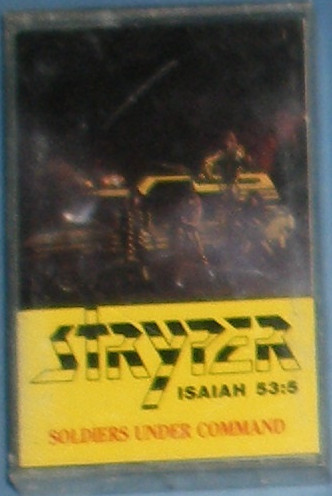 STRYPER
ISAIAH 53:5
SOLDIERS UNDER COMMAND